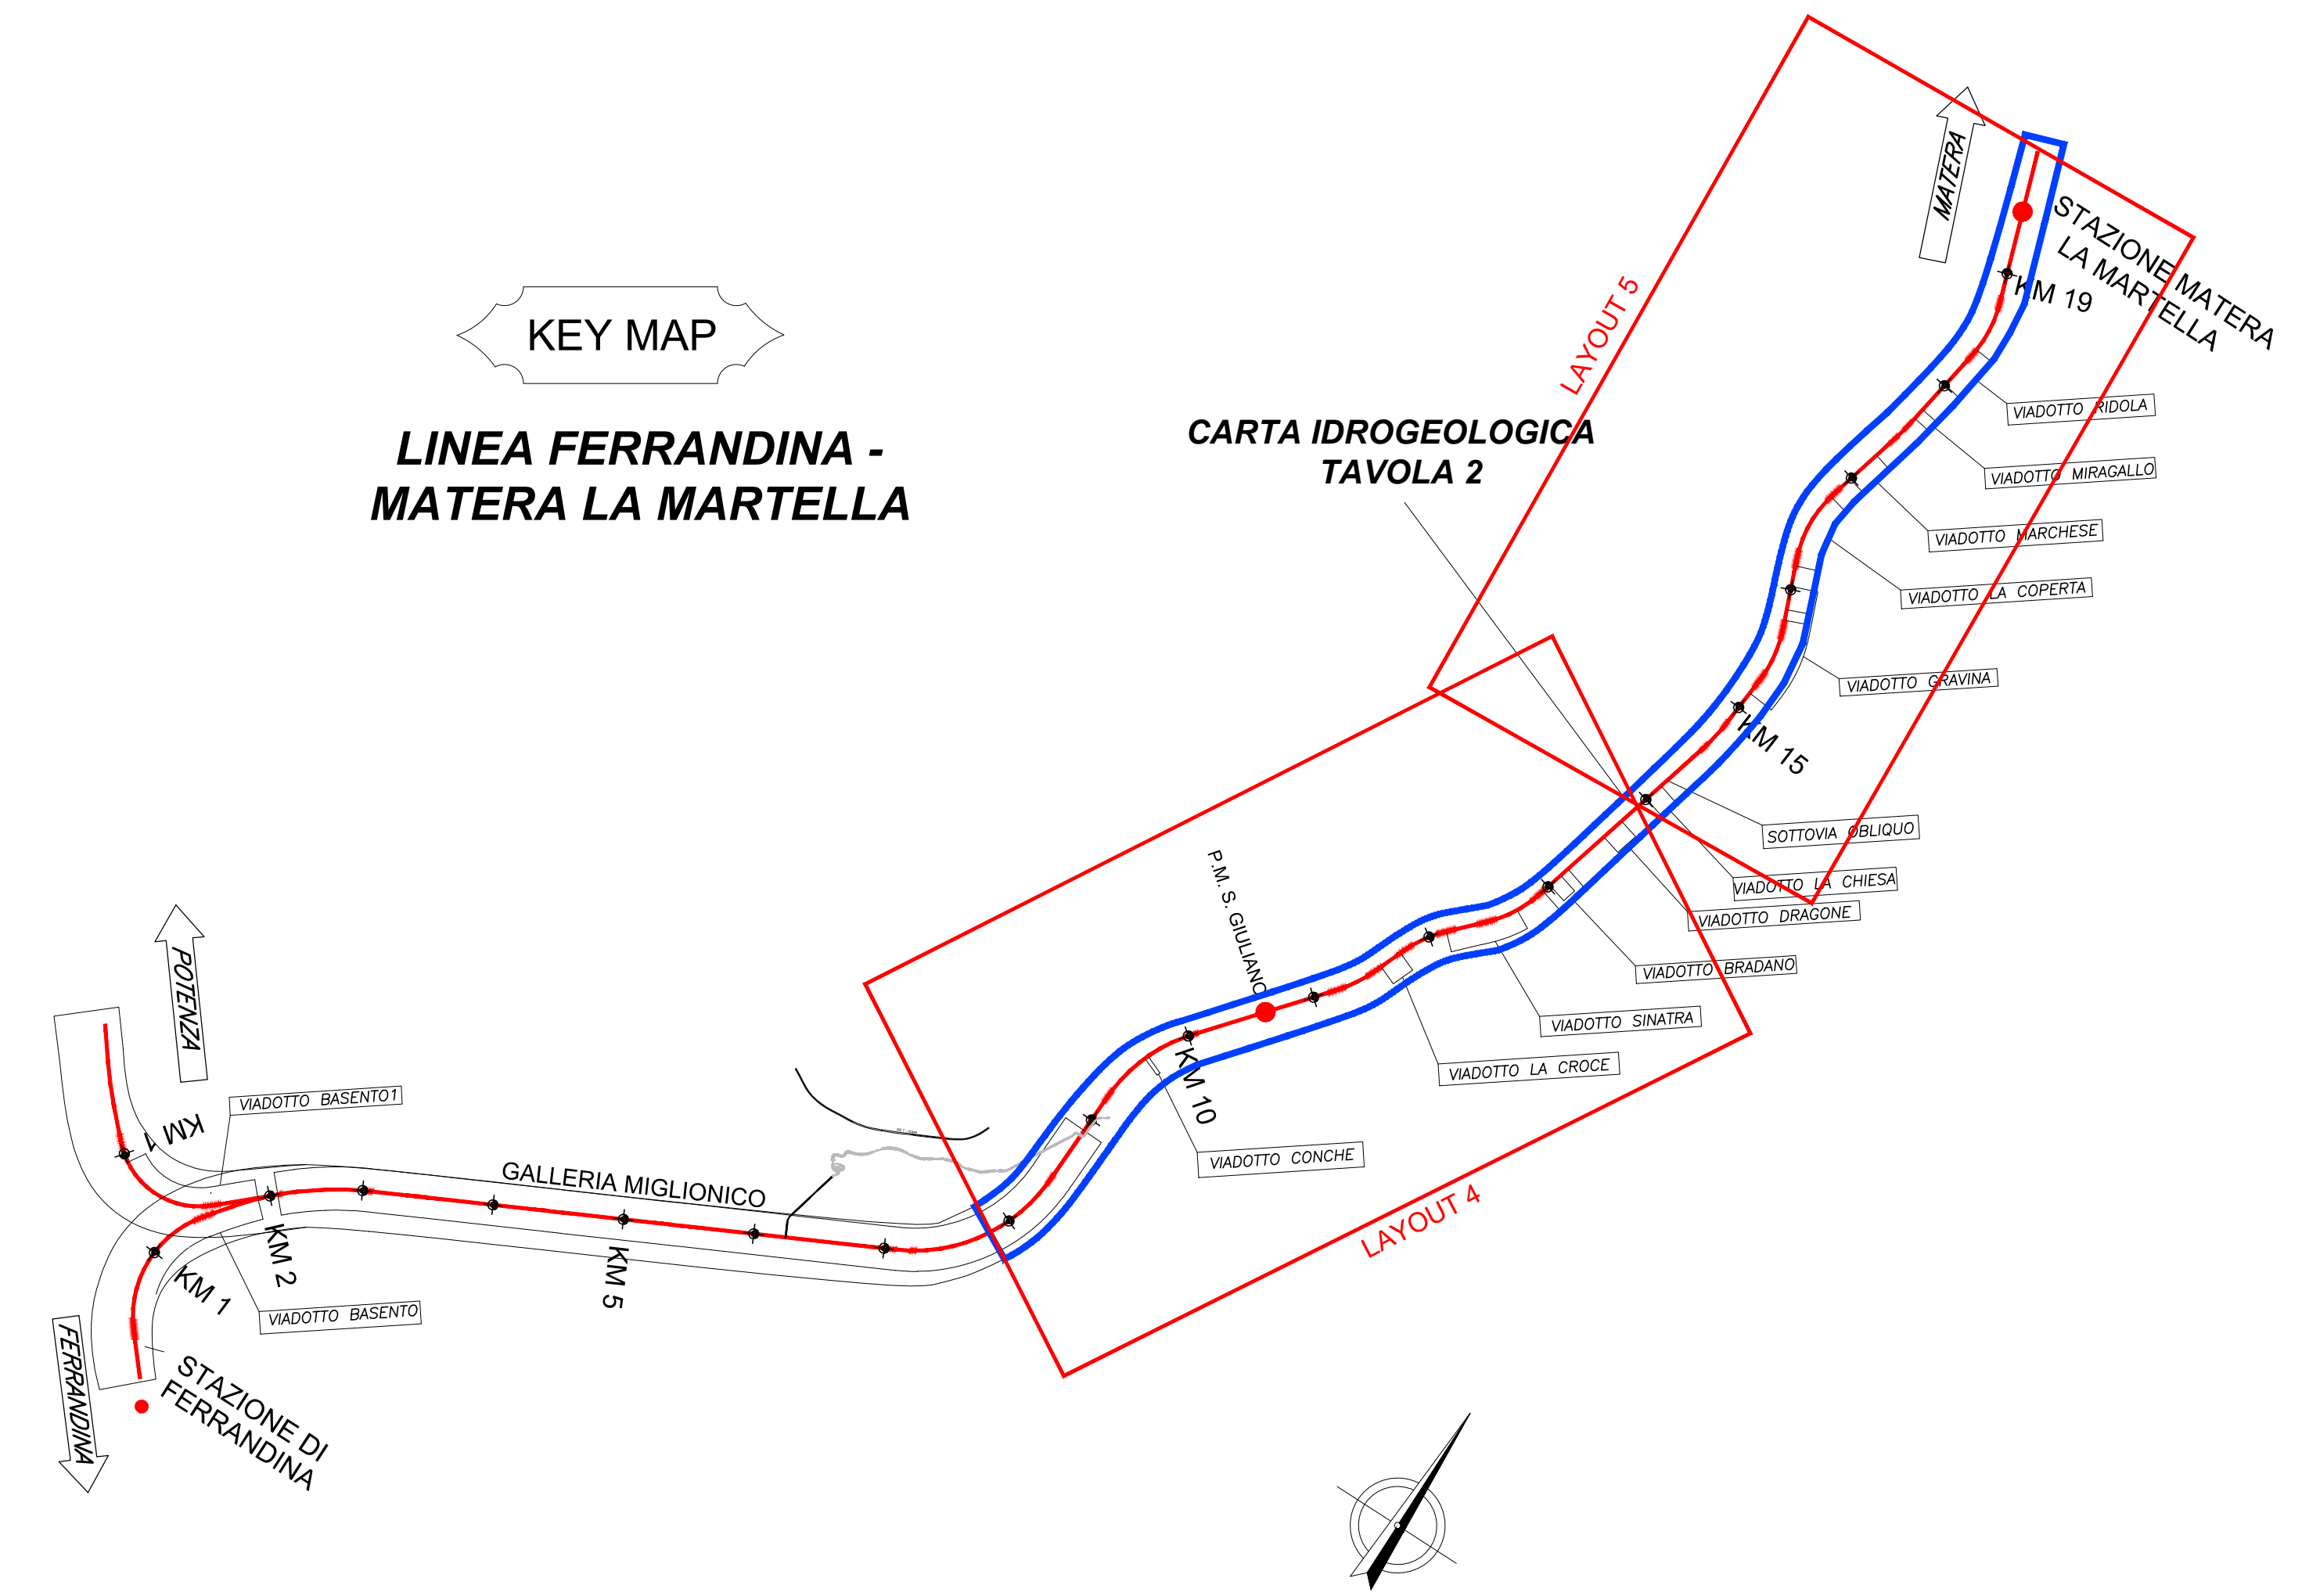 KEY MAP
LINEA FERRANDINA -
MATERA LA MARTELLA
CARTA IDROGEOLOGICA
TAVOLA 2
LAYOUT 5
MATERA
STAZIONE MATERA
LA MARTELLA
KM 19
VIADOTTO RIDOLA
VIADOTTO MIRAGALLO
VIADOTTO MARCHESE
VIADOTTO LA COPERTA
VIADOTTO GRAVINA
KM 15
SOTTOVIA OBLIQUO
VIADOTTO LA CHIESA
VIADOTTO DRAGONE
VIADOTTO BRADANO
VIADOTTO SINATRA
VIADOTTO LA CROCE
P.M. S. GIULIANO
KM 10
VIADOTTO CONCHE
LAYOUT 4
GALLERIA MIGLIONICO
POTENZA
VIADOTTO BASENTO1
KM 1
KM 2
KM 5
KM 1
VIADOTTO BASENTO
FERRANDINA
STAZIONE DI
FERRANDINA